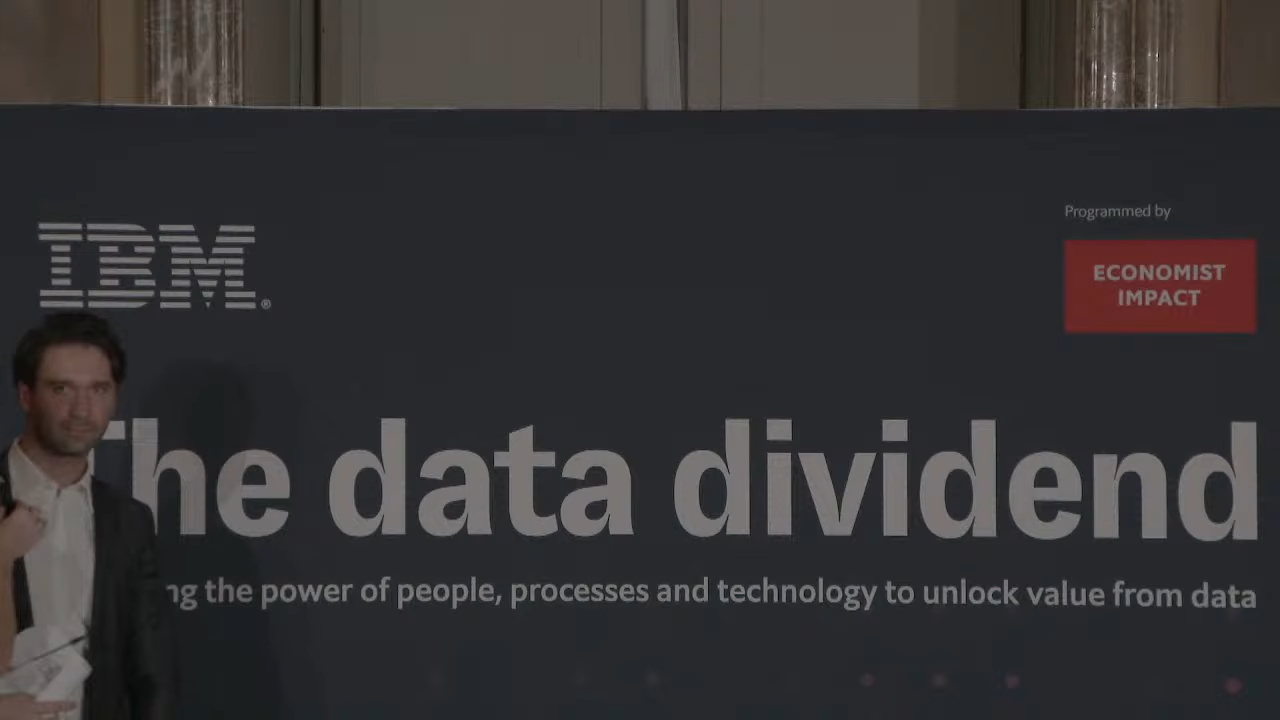 IBM®
Programmed by
ECONOMIST
IMPACT
The data dividend
ng the power of people, processes and technology to unlock value from data